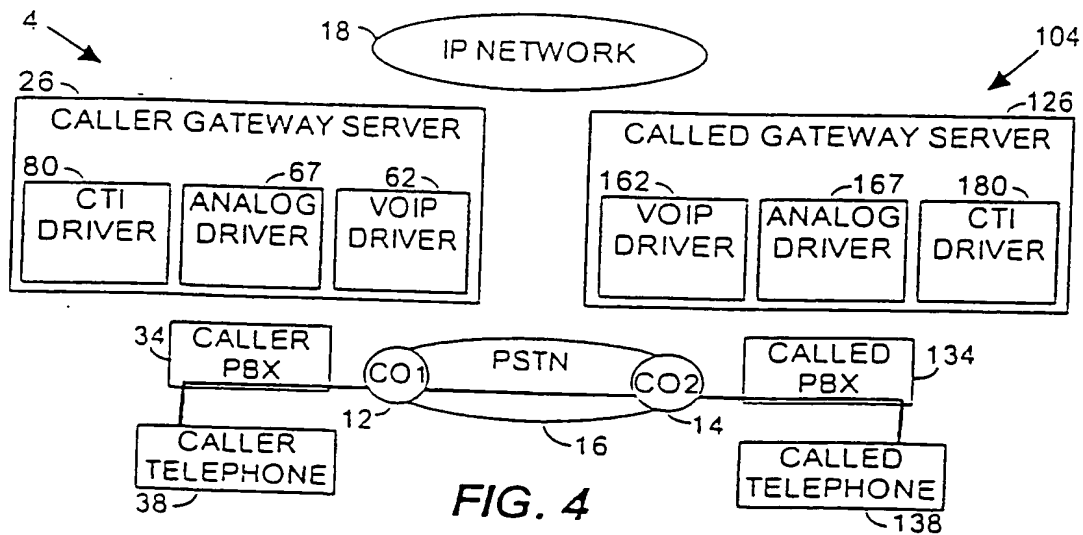 4
18
IP NETWORK
104
26
CALLER GATEWAY SERVER
80
CTI
DRIVER
67
ANALOG
DRIVER
62
VOIP
DRIVER
126
CALLED GATEWAY SERVER
162
VOIP
DRIVER
167
ANALOG
DRIVER
180
CTI
DRIVER
34
CALLER
PBX
CO1
12
PSTN
16
CO2
14
CALLED
PBX
134
CALLER
TELEPHONE
38
CALLED
TELEPHONE
138
FIG. 4